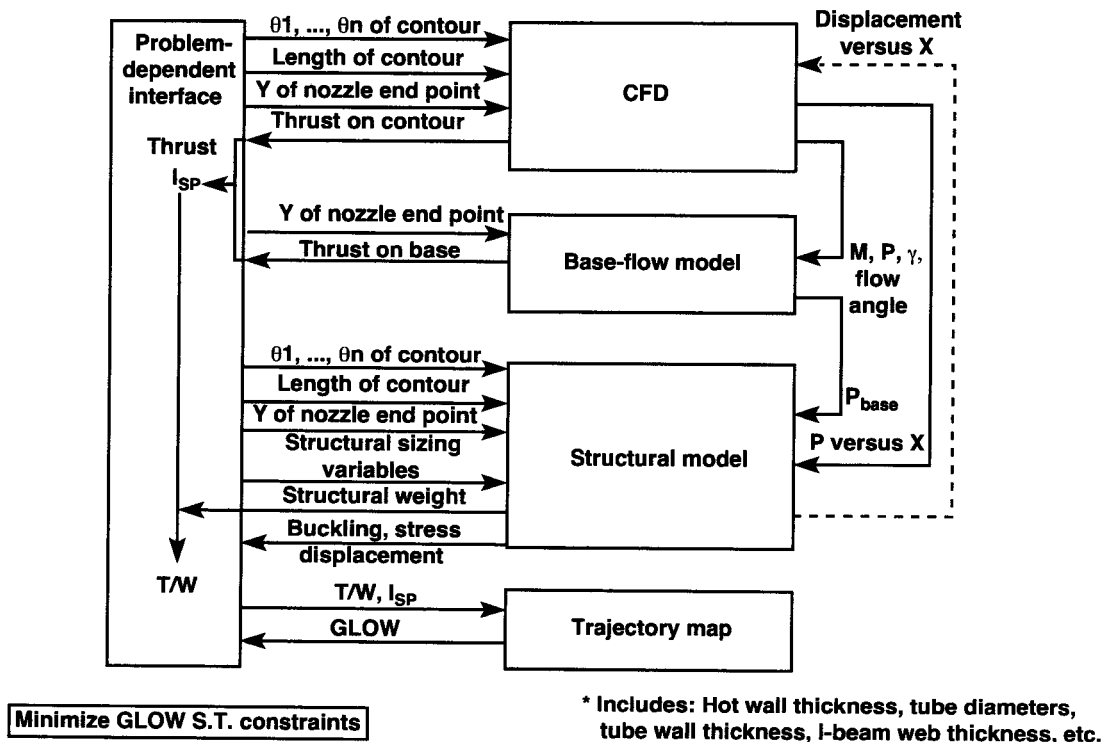 Problem-
dependent
interface
θ1, ..., θn of contour
Length of contour
Y of nozzle end point
Thrust on contour
CFD
Displacement
versus X
Thrust
I_SP
Y of nozzle end point
Thrust on base
Base-flow model
M, P, γ,
flow
angle
θ1, ..., θn of contour
Length of contour
Y of nozzle end point
Structural sizing
variables
Structural weight
Buckling, stress
displacement
Structural model
P_base
P versus X
T/W
T/W, I_SP
GLOW
Trajectory map
Minimize GLOW S.T. constraints
* Includes: Hot wall thickness, tube diameters,
tube wall thickness, I-beam web thickness, etc.